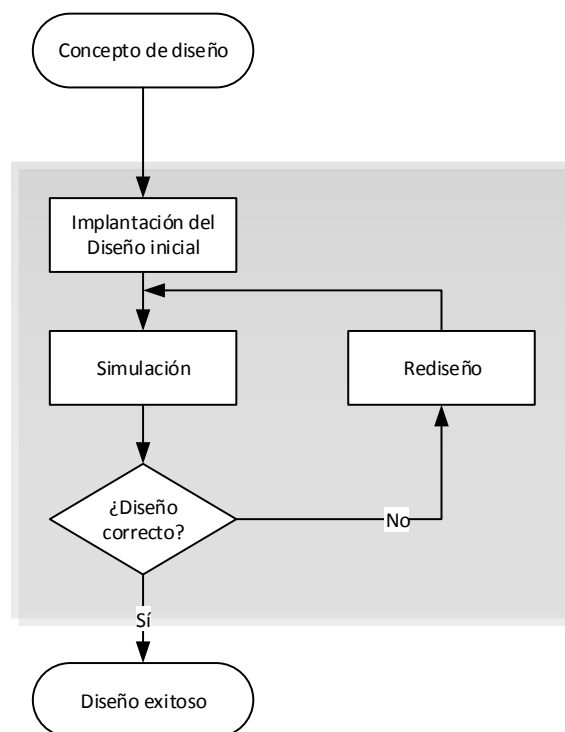 Concepto de diseño
Implantación del
Diseño inicial
Simulación
Rediseño
¿Diseño
correcto?
No
Sí
Diseño exitoso